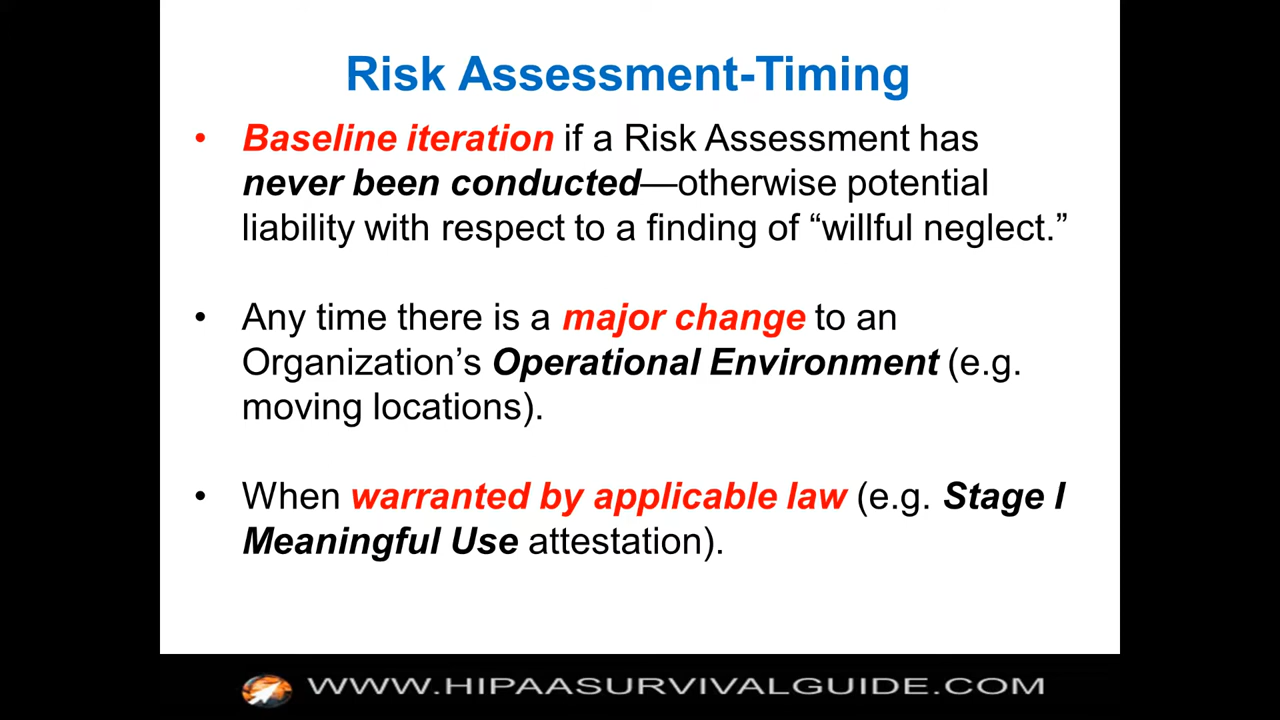 Risk Assessment-Timing
• Baseline iteration if a Risk Assessment has
never been conducted—otherwise potential
liability with respect to a finding of “willful neglect.”
• Any time there is a major change to an
Organization’s Operational Environment (e.g.
moving locations).
• When warranted by applicable law (e.g. Stage I
Meaningful Use attestation).
WWW.HIPAASURVIVALGUIDE.COM